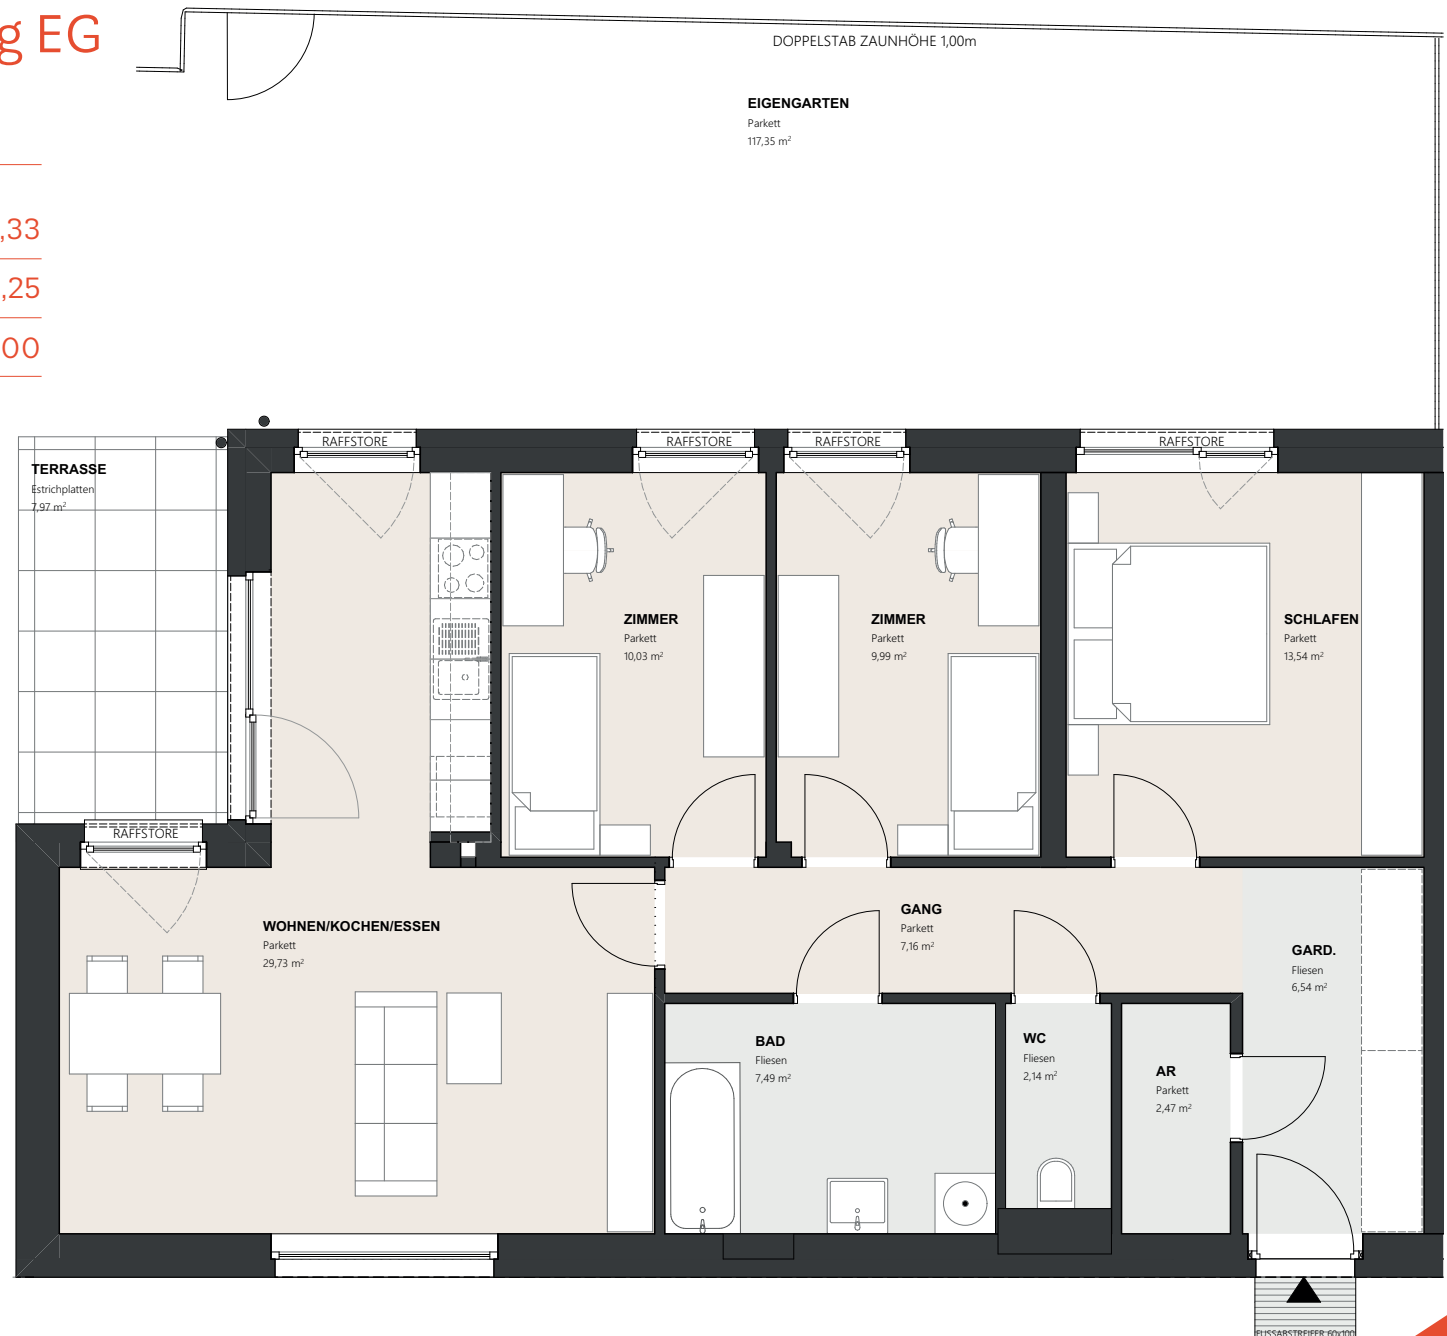 g EG
,33
,25
00
DOPPELSTAB ZAUNHÖHE 1,00m
EIGENGARTEN
Parkett
117,35 m²
RAFFSTORE
RAFFSTORE
RAFFSTORE
RAFFSTORE
TERRASSE
Estrichplatten
7,97 m²
ZIMMER
Parkett
10,03 m²
ZIMMER
Parkett
9,99 m²
SCHLAFEN
Parkett
13,54 m²
RAFFSTORE
WOHNEN/KOCHEN/ESSEN
Parkett
29,73 m²
GANG
Parkett
7,16 m²
GARD.
Fliesen
6,54 m²
BAD
Fliesen
7,49 m²
WC
Fliesen
2,14 m²
AR
Parkett
2,47 m²
FUSSABSTREIFER 60x100